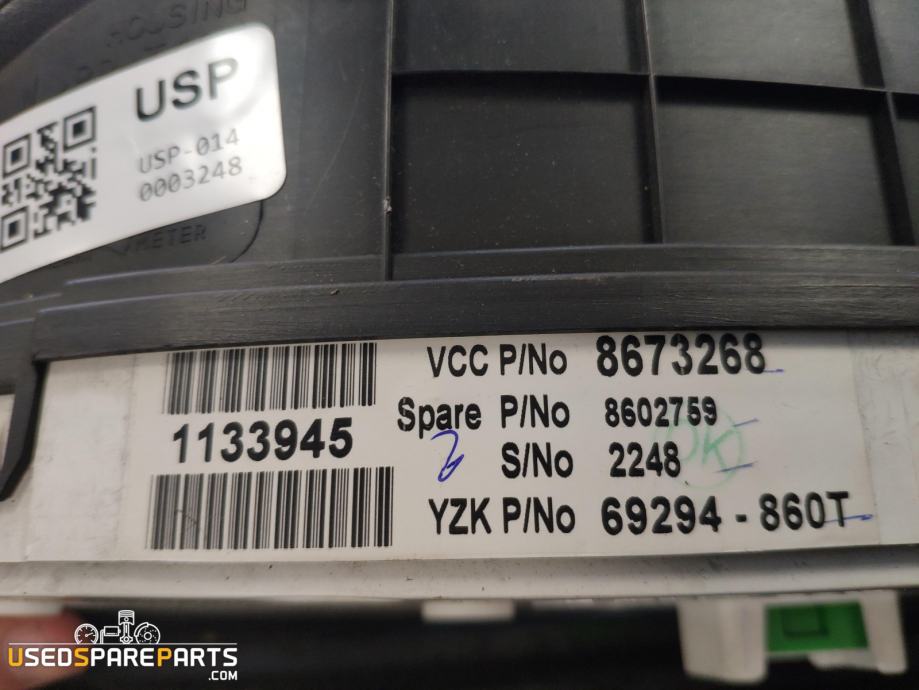 HOUSING
USP
USP-014
0003248
METER
VCC P/No 8673268
Spare P/No 8602759
1133945
S/No 2248
OK
YZK P/No 69294-860T
USEDSPAREPARTS
.COM